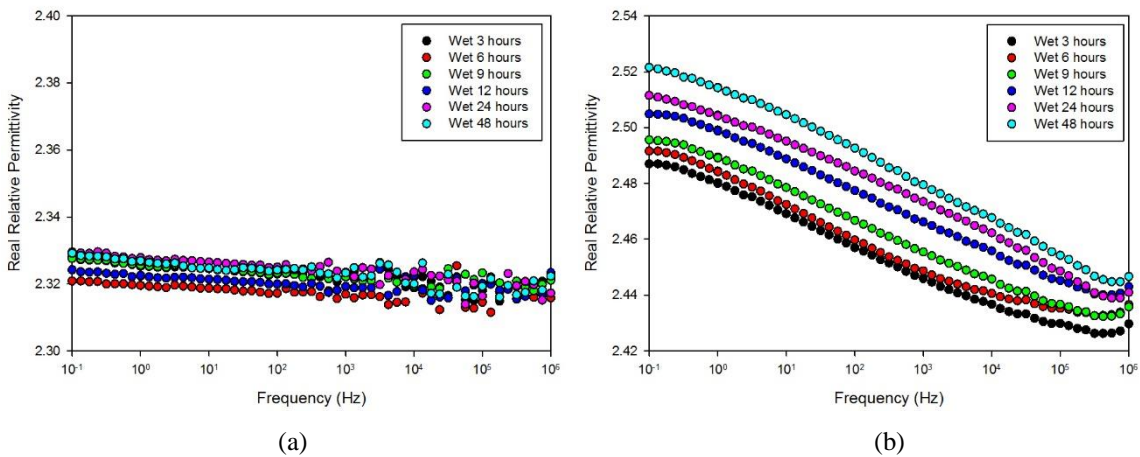 2.40
2.38
2.36
2.34
2.32
2.30
Real Relative Permittivity
Wet 3 hours
Wet 6 hours
Wet 9 hours
Wet 12 hours
Wet 24 hours
Wet 48 hours
10⁻¹ 10⁰ 10¹ 10² 10³ 10⁴ 10⁵ 10⁶
Frequency (Hz)
(a)
2.54
2.52
2.50
2.48
2.46
2.44
2.42
Real Relative Permittivity
Wet 3 hours
Wet 6 hours
Wet 9 hours
Wet 12 hours
Wet 24 hours
Wet 48 hours
10⁻¹ 10⁰ 10¹ 10² 10³ 10⁴ 10⁵ 10⁶
Frequency (Hz)
(b)